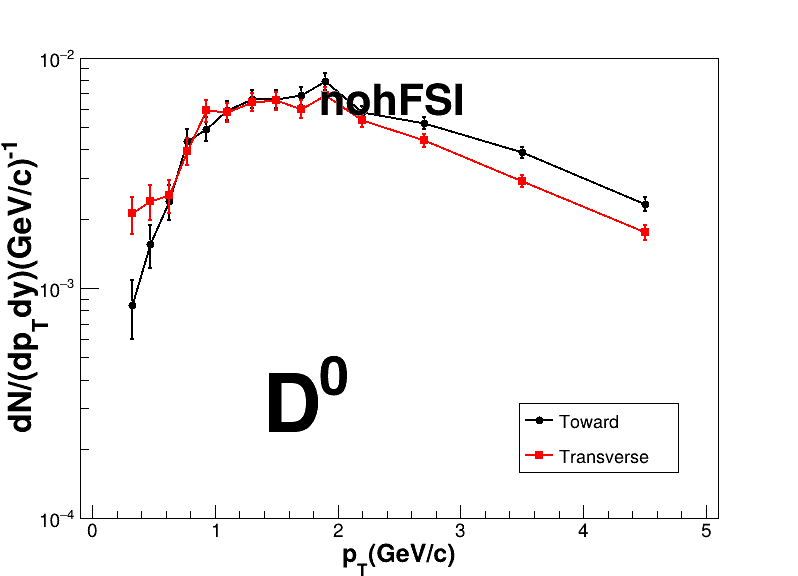 10⁻²
nohFSI
dN/(dp_T dy)(GeV/c)⁻¹
10⁻³
D⁰
Toward
Transverse
10⁻⁴
0 1 2 3 4 5
p_T(GeV/c)